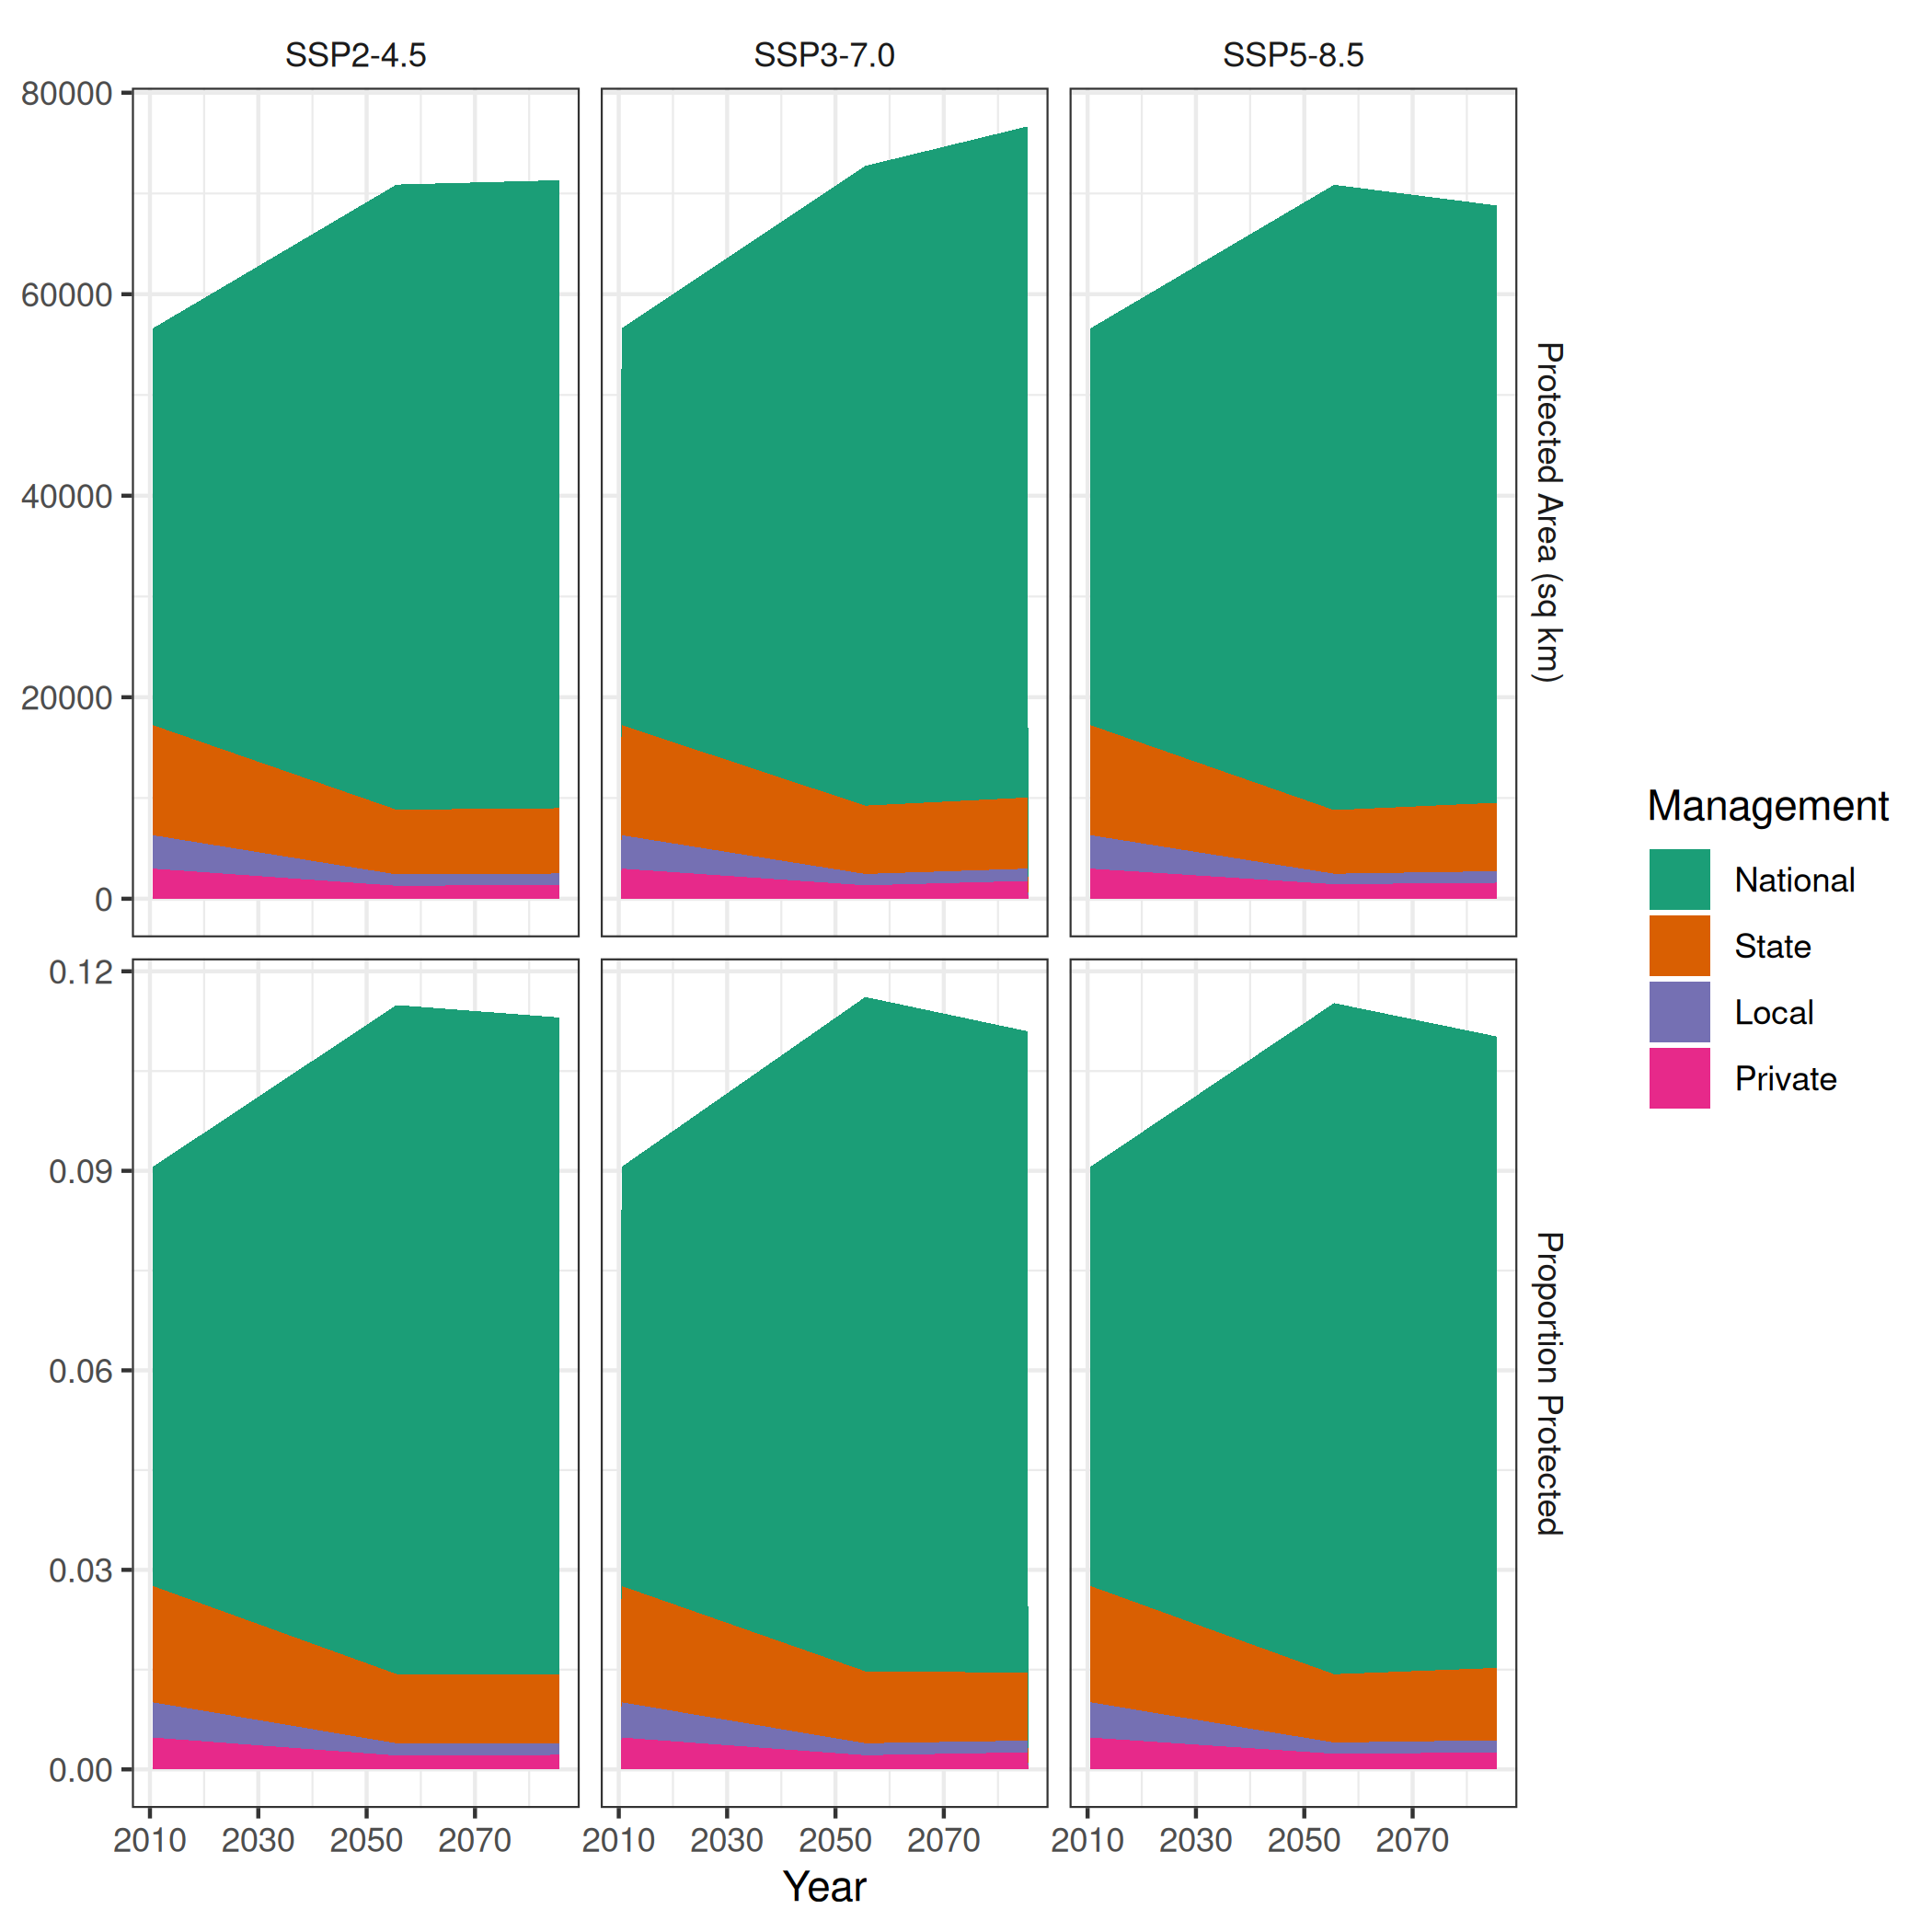 SSP2-4.5 SSP3-7.0 SSP5-8.5
80000
60000
40000
20000
0
Protected Area (sq km)
0.12
0.09
0.06
0.03
0.00
Proportion Protected
2010 2030 2050 2070 2010 2030 2050 2070 2010 2030 2050 2070
Year
Management
National
State
Local
Private